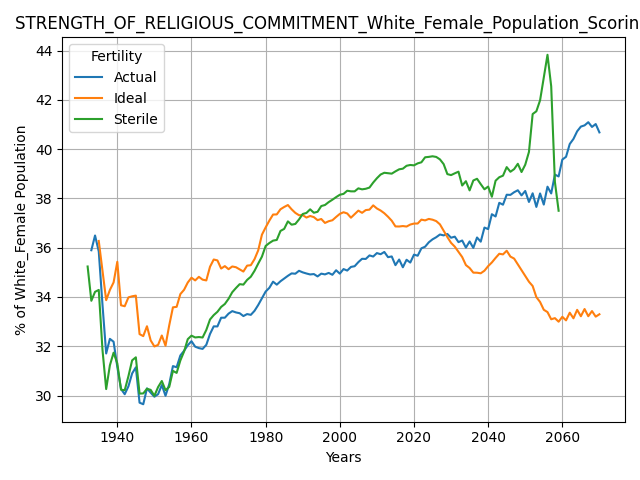 STRENGTH_OF_RELIGIOUS_COMMITMENT_White_Female_Population_Scorin
Fertility
Actual
Ideal
Sterile
% of White_Female Population
44
42
40
38
36
34
32
30
1940
1960
1980
2000
2020
2040
2060
Years